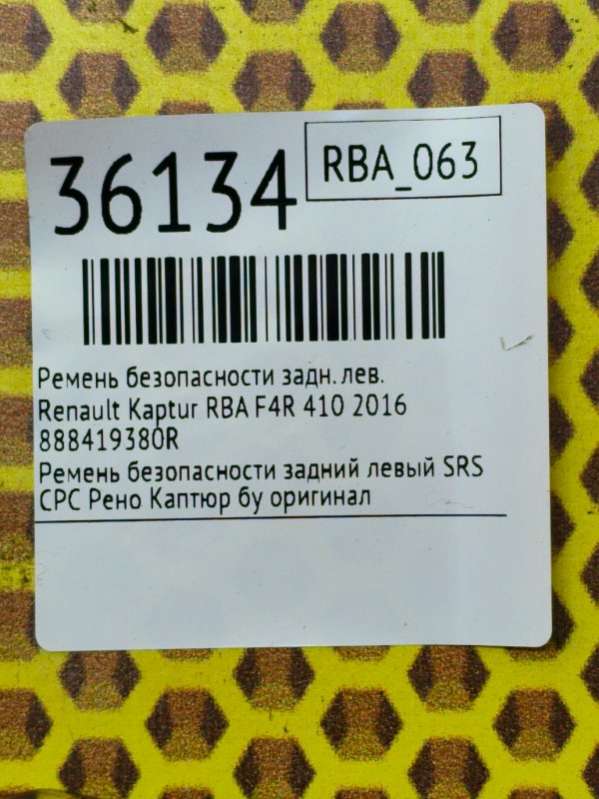 36134
RBA_063
Ремень безопасности задн. лев.
Renault Kaptur RBA F4R 410 2016
888419380R
Ремень безопасности задний левый SRS
СРС Рено Каптюр бу оригинал